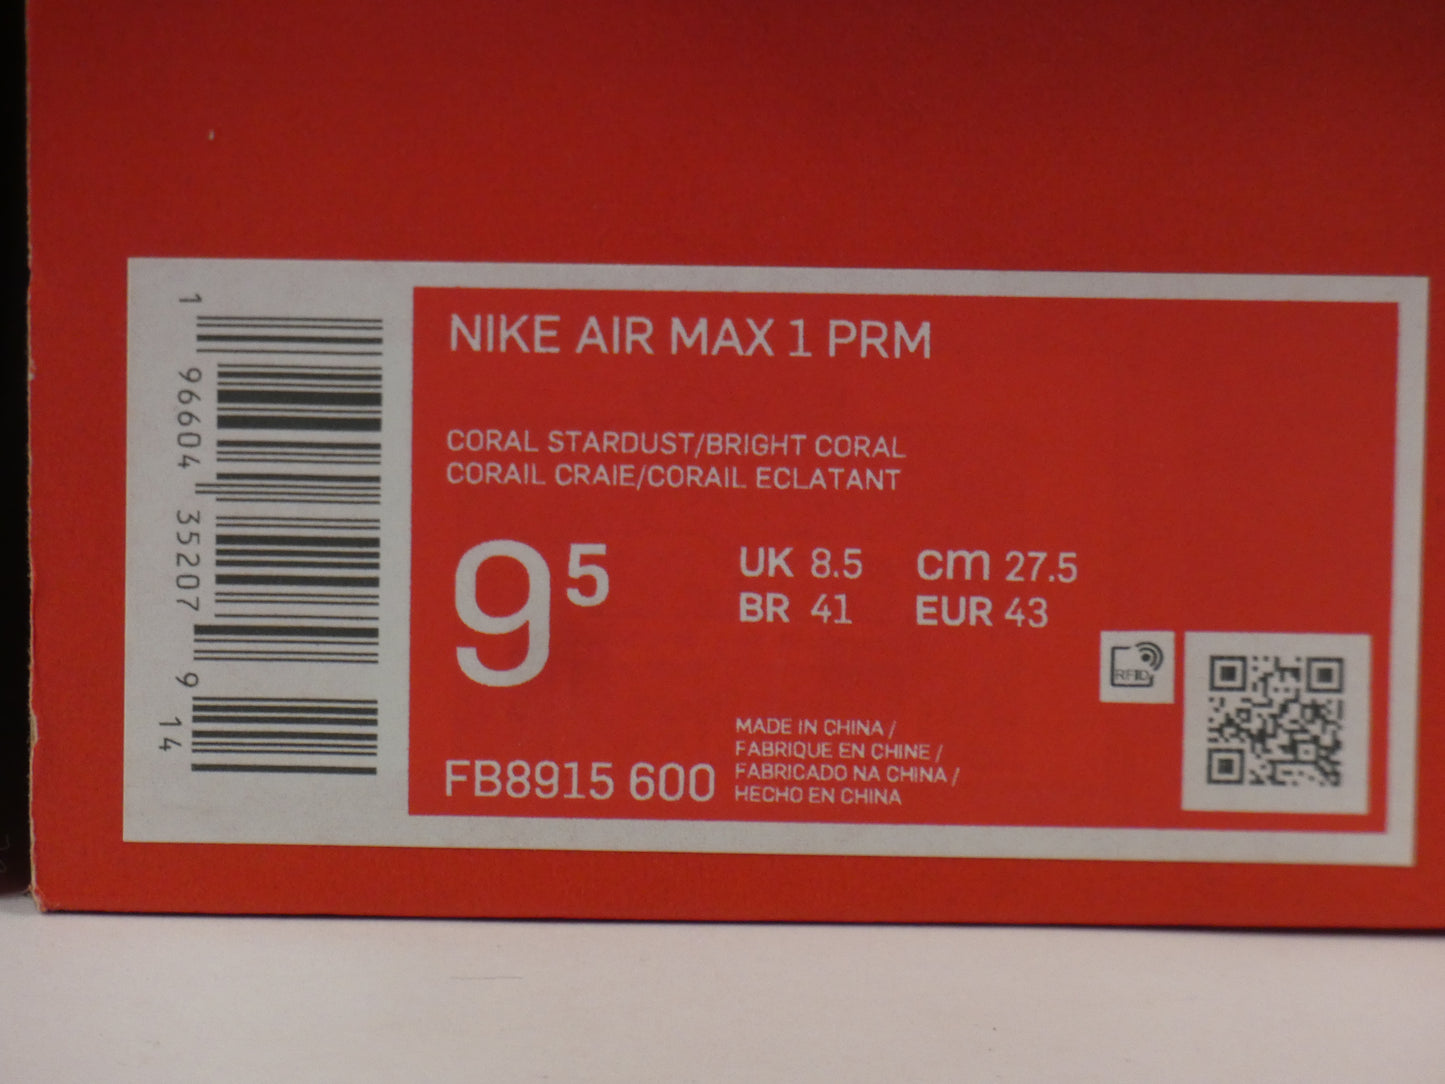 1 96604 35207 9 14
NIKE AIR MAX 1 PRM
CORAL STARDUST/BRIGHT CORAL
CORAIL CRAIE/CORAIL ECLATANT
9⁵
UK 8.5 cm 27.5
BR 41 EUR 43
RFID
FB8915 600
MADE IN CHINA /
FABRIQUE EN CHINE /
FABRICADO NA CHINA /
HECHO EN CHINA